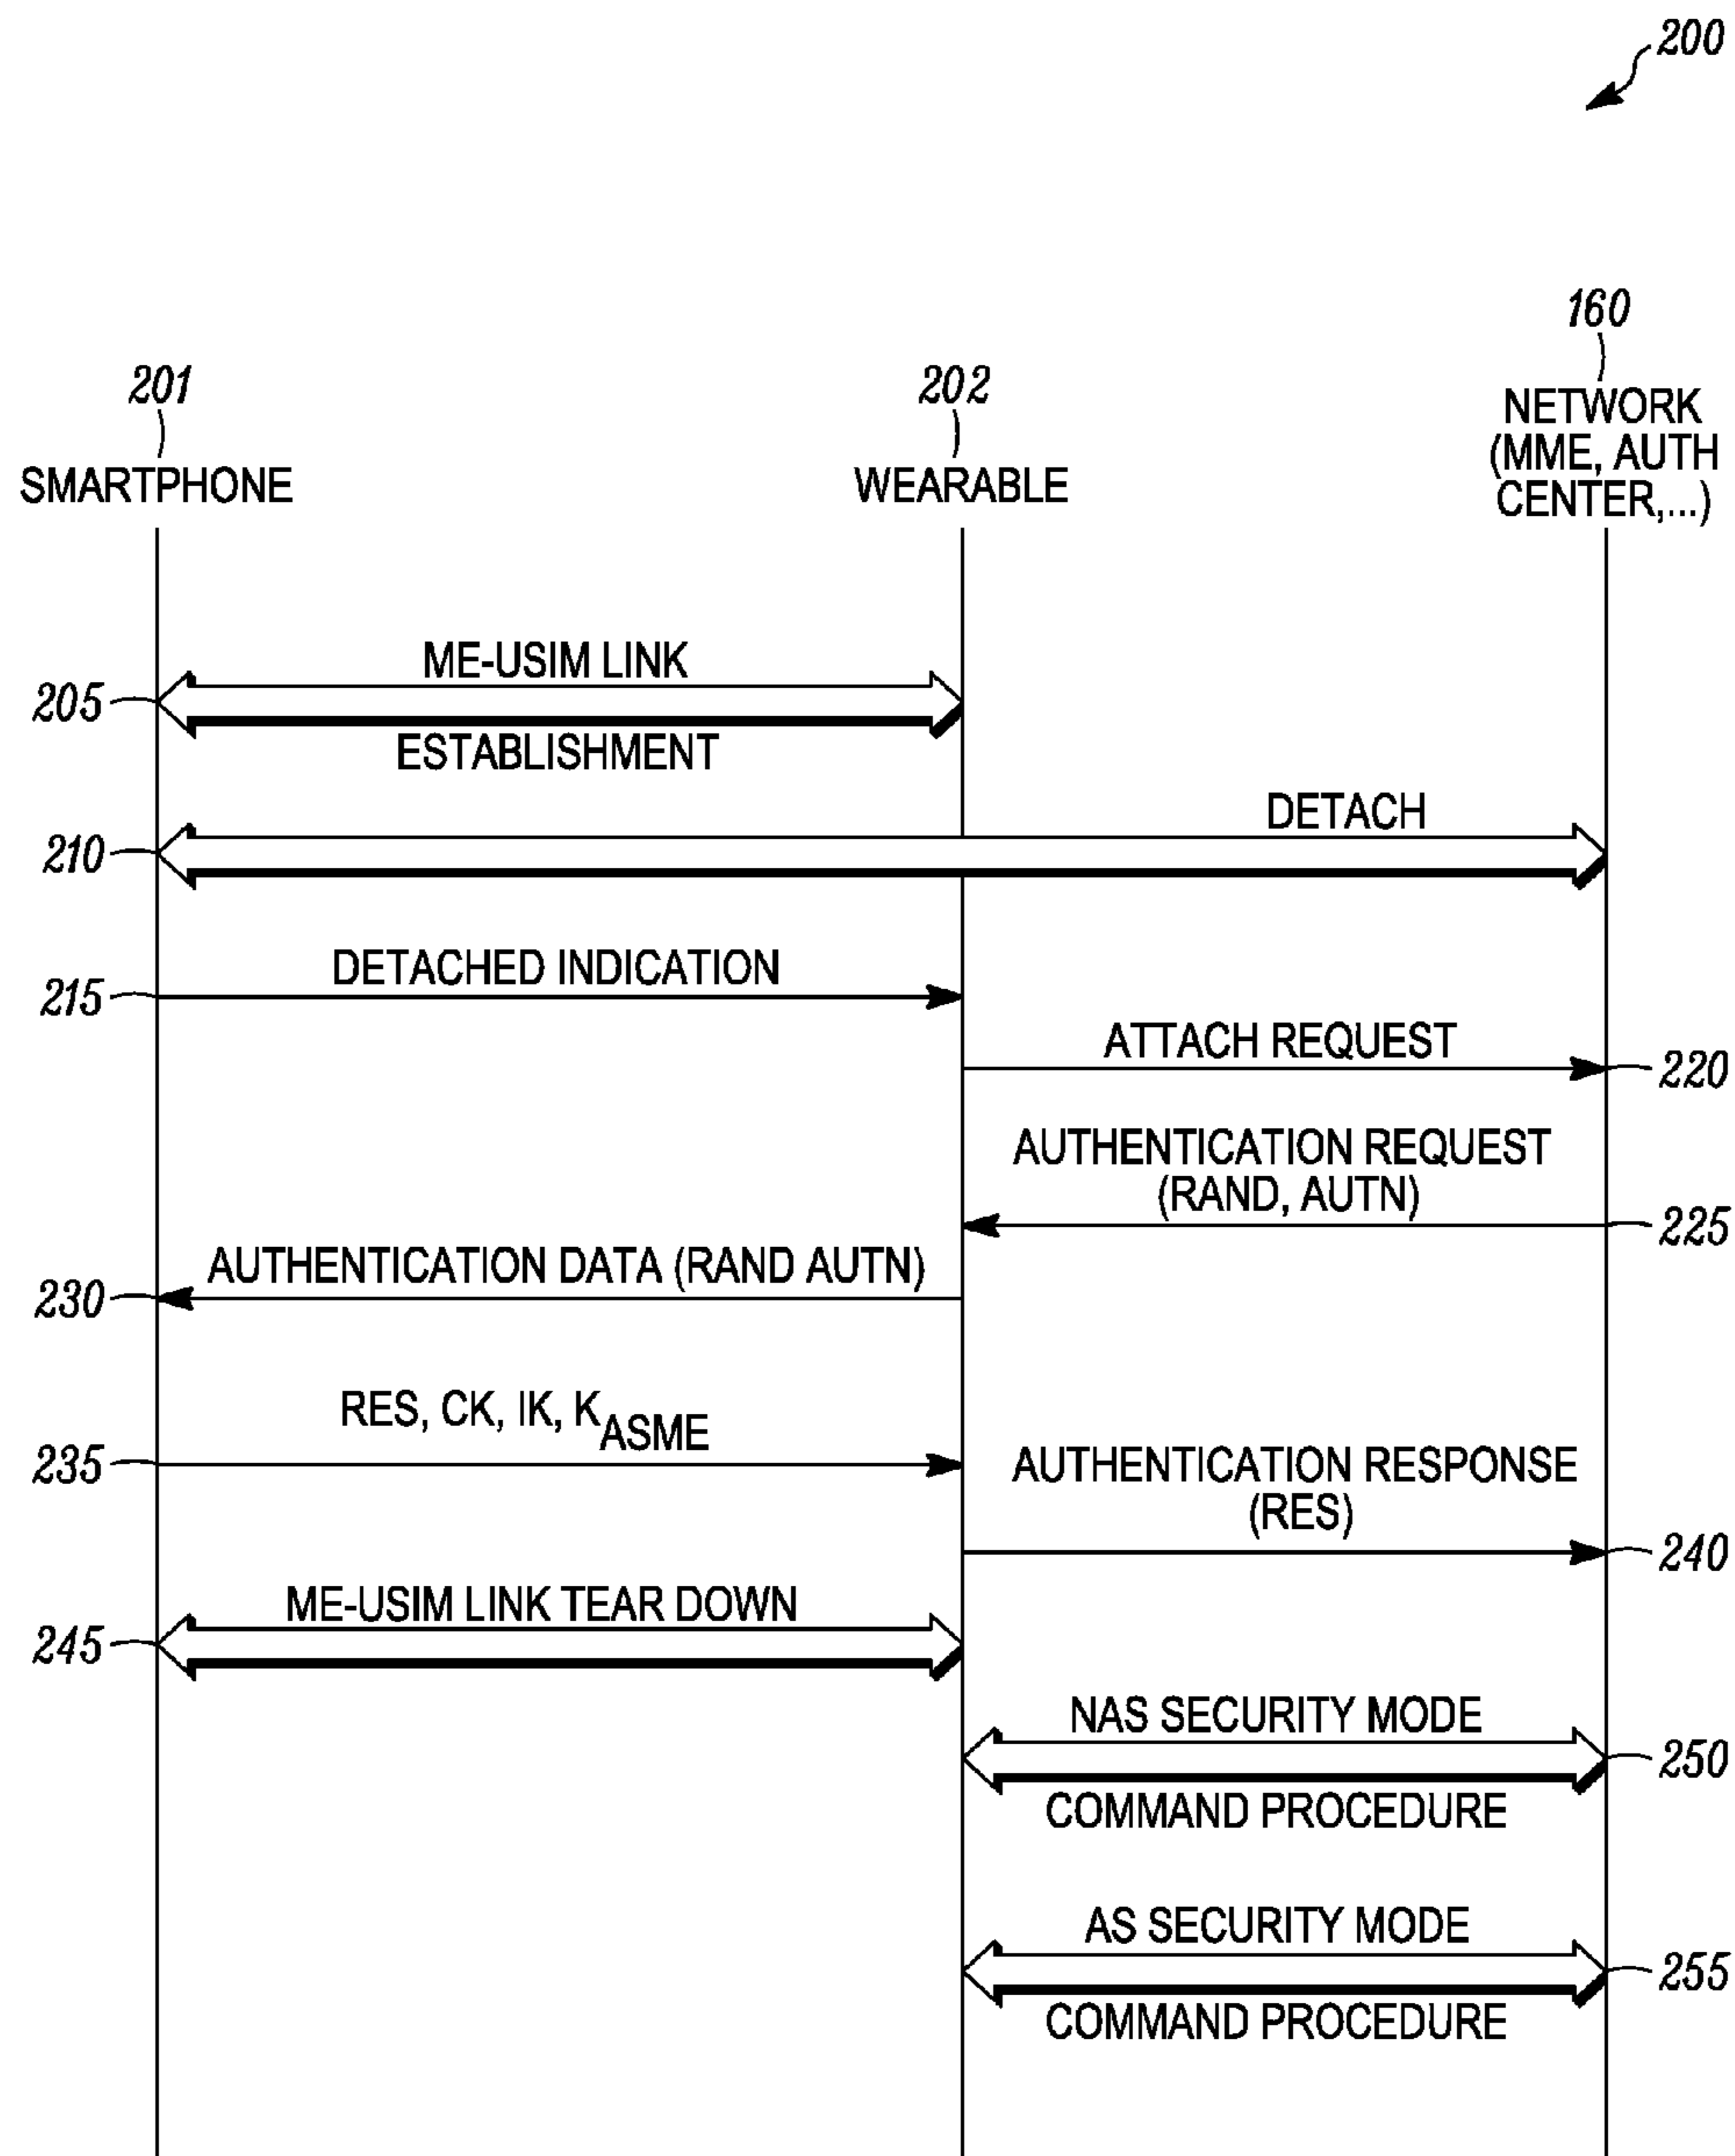 200
160
201
202
NETWORK
(MME, AUTH
CENTER,...)
SMARTPHONE
WEARABLE
ME-USIM LINK
205
ESTABLISHMENT
DETACH
210
DETACHED INDICATION
215
ATTACH REQUEST
220
AUTHENTICATION REQUEST
(RAND, AUTN)
225
AUTHENTICATION DATA (RAND AUTN)
230
RES, CK, IK, KASME
235
AUTHENTICATION RESPONSE
(RES)
240
ME-USIM LINK TEAR DOWN
245
NAS SECURITY MODE
250
COMMAND PROCEDURE
AS SECURITY MODE
255
COMMAND PROCEDURE